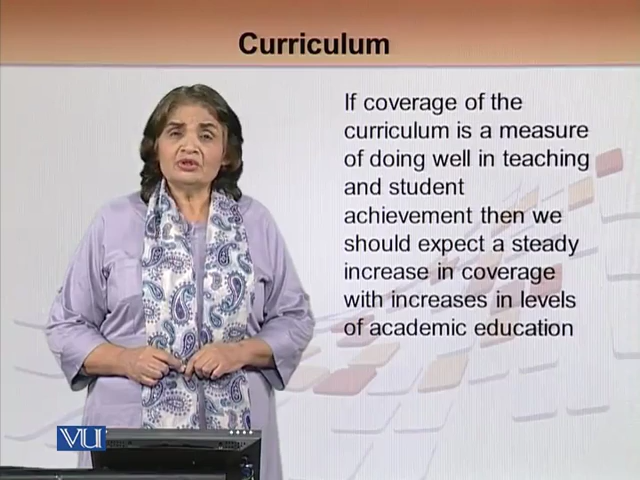 Curriculum
If coverage of the
curriculum is a measure
of doing well in teaching
and student
achievement then we
should expect a steady
increase in coverage
with increases in levels
of academic education
VU